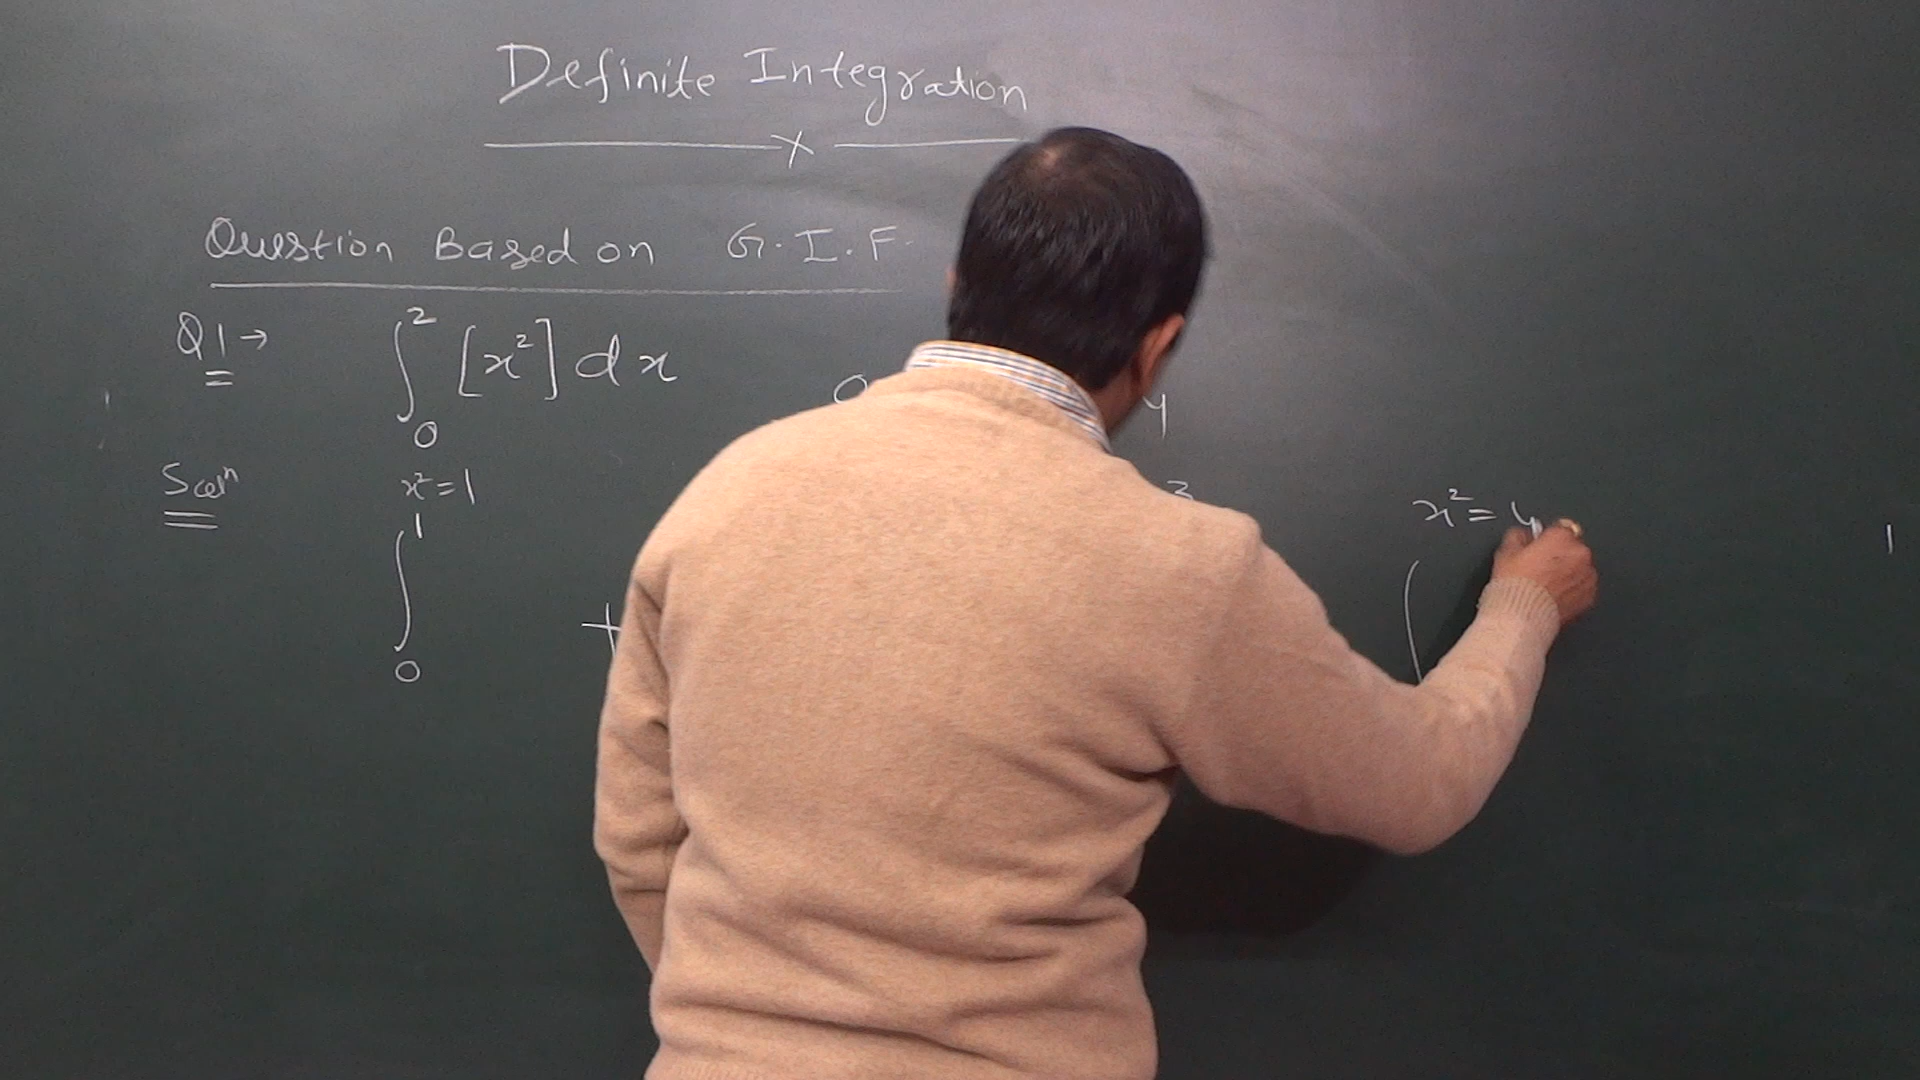 Definite Integration
Question Based on G.I.F.
Q1→ ∫₀² [x²] dx
Solⁿ x²=1
∫₀¹ +
x²=4